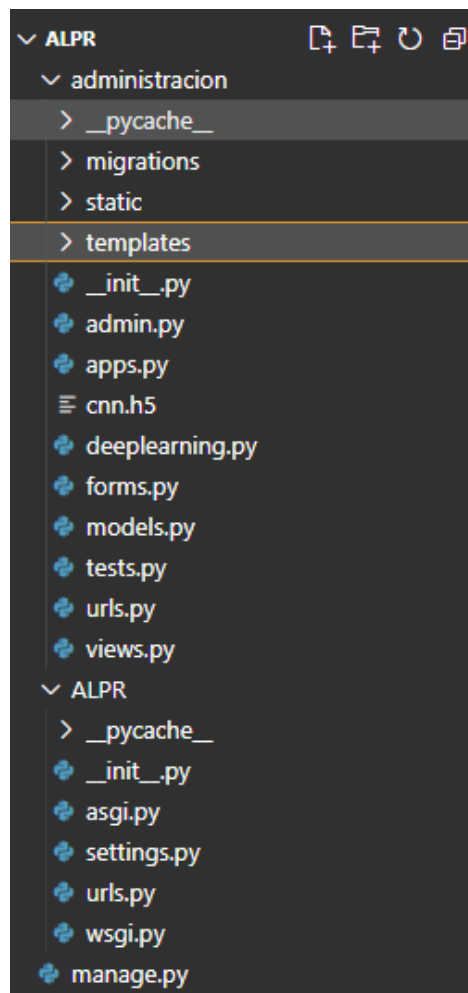 ALPR
administracion
__pycache__
migrations
static
templates
__init__.py
admin.py
apps.py
cnn.h5
deeplearning.py
forms.py
models.py
tests.py
urls.py
views.py
ALPR
__pycache__
__init__.py
asgi.py
settings.py
urls.py
wsgi.py
manage.py